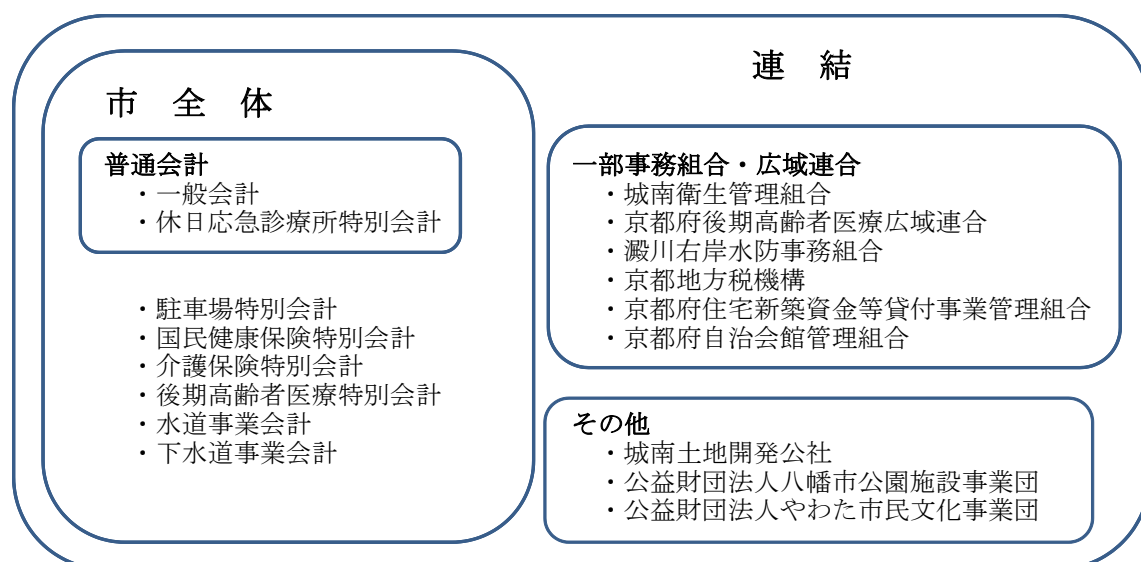 連 結
市 全 体
普通会計
・一般会計
・休日応急診療所特別会計
・駐車場特別会計
・国民健康保険特別会計
・介護保険特別会計
・後期高齢者医療特別会計
・水道事業会計
・下水道事業会計
一部事務組合・広域連合
・城南衛生管理組合
・京都府後期高齢者医療広域連合
・澱川右岸水防事務組合
・京都地方税機構
・京都府住宅新築資金等貸付事業管理組合
・京都府自治会館管理組合
その他
・城南土地開発公社
・公益財団法人八幡市公園施設事業団
・公益財団法人やわた市民文化事業団